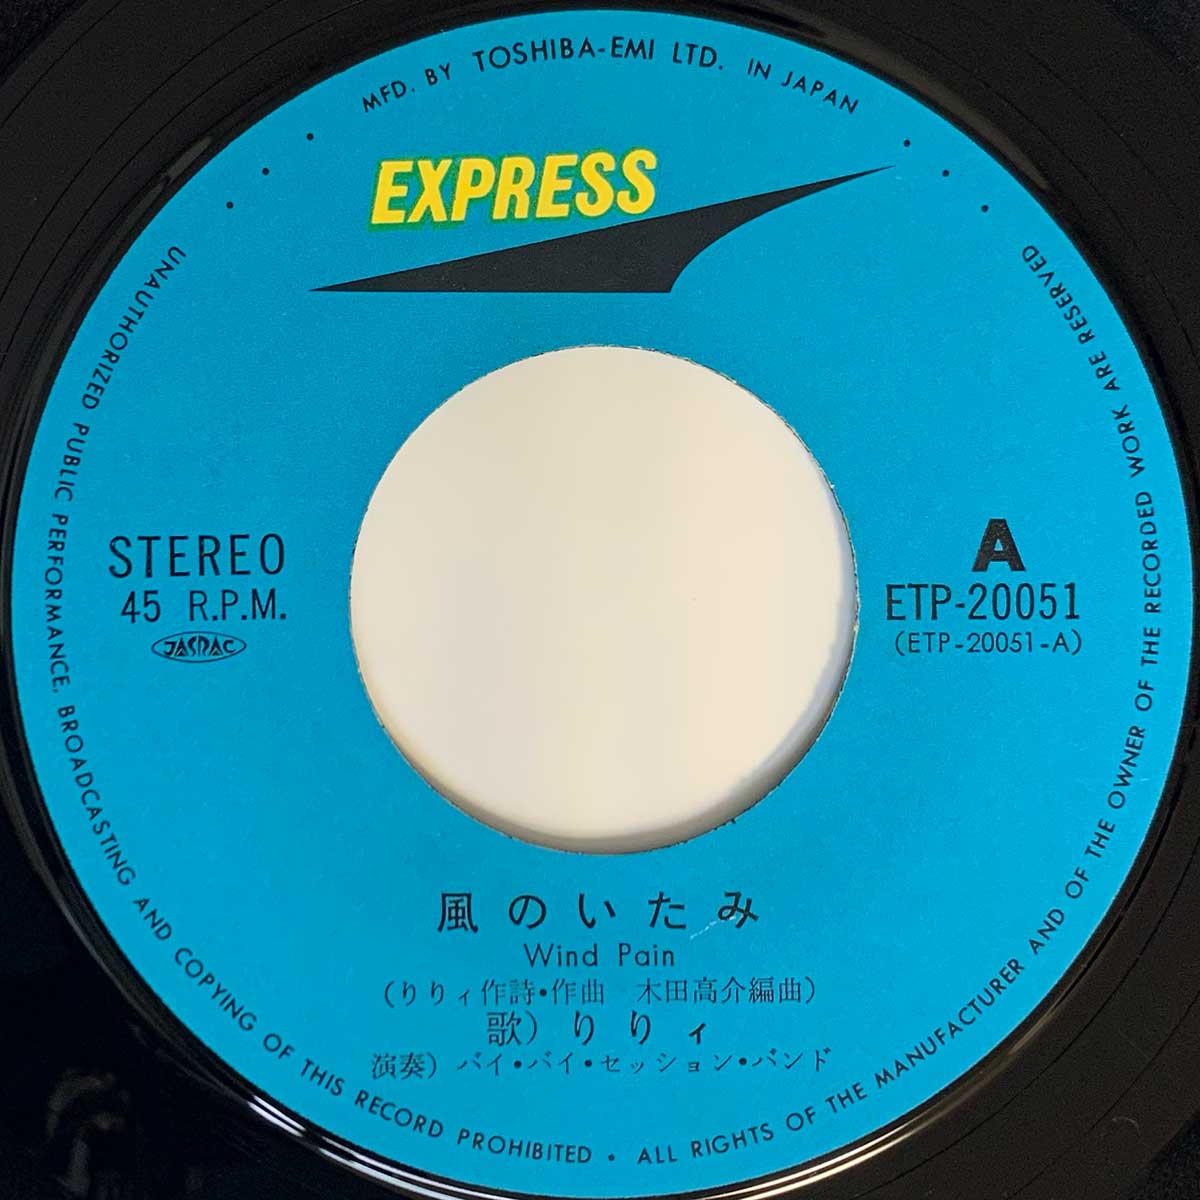 MFD. BY TOSHIBA-EMI LTD. IN JAPAN
EXPRESS
STEREO
45 R.P.M.
JASRAC
A
ETP-20051
(ETP-20051-A)
風のいたみ
Wind Pain
(りりィ作詩・作曲 木田高介編曲)
歌)りりィ
演奏)バイ・バイ・セッション・バンド
UNAUTHORIZED PUBLIC PERFORMANCE, BROADCASTING AND COPYING OF THIS RECORD PROHIBITED • ALL RIGHTS OF THE MANUFACTURER AND OF THE OWNER OF THE RECORDED WORK ARE RESERVED